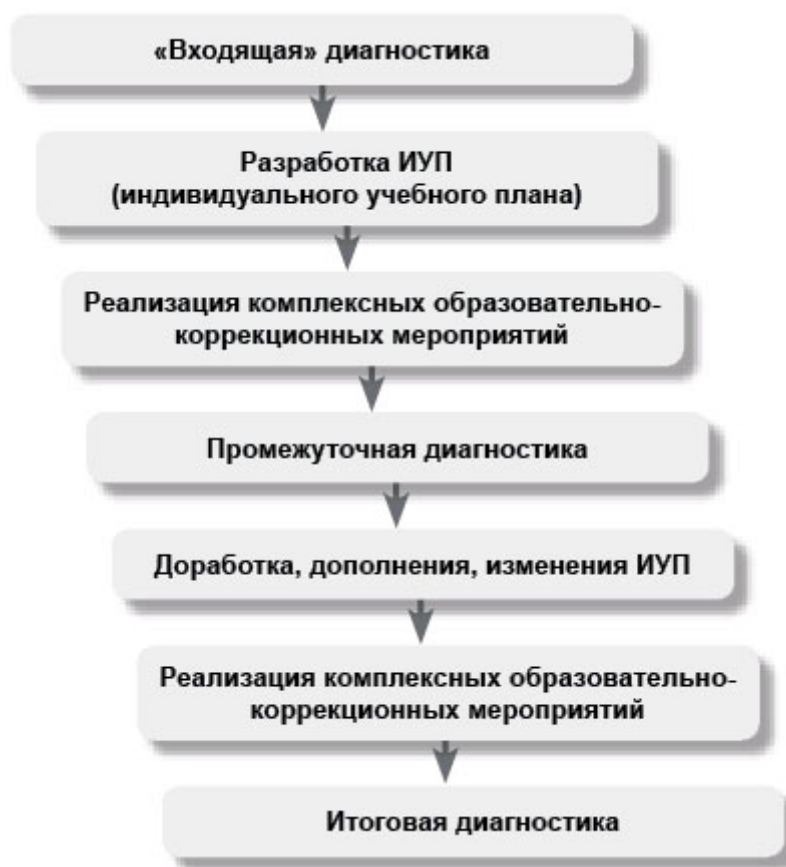 «Входящая» диагностика
Разработка ИУП
(индивидуального учебного плана)
Реализация комплексных образовательно-
коррекционных мероприятий
Промежуточная диагностика
Доработка, дополнения, изменения ИУП
Реализация комплексных образовательно-
коррекционных мероприятий
Итоговая диагностика